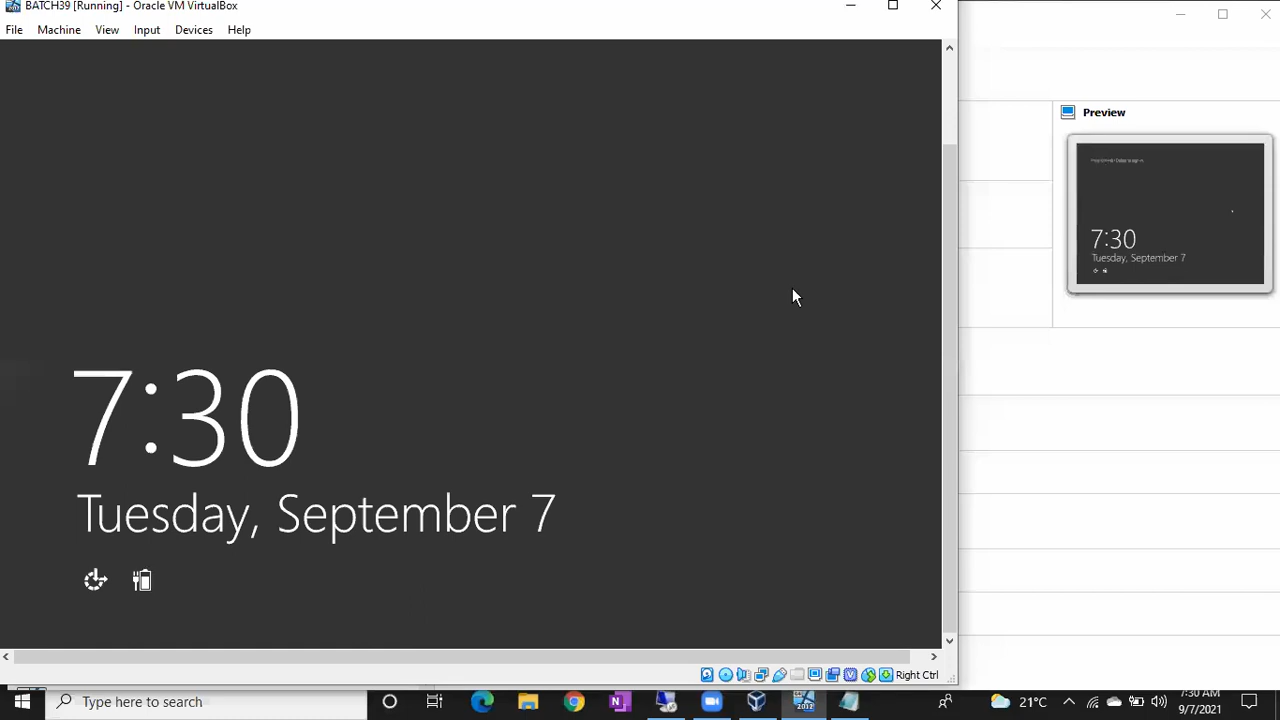 BATCH39 [Running] - Oracle VM VirtualBox
File Machine View Input Devices Help
7:30
Tuesday, September 7
Right Ctrl
Preview
7:30
Tuesday, September 7
Type here to search
21°C
7:30 AM
9/7/2021